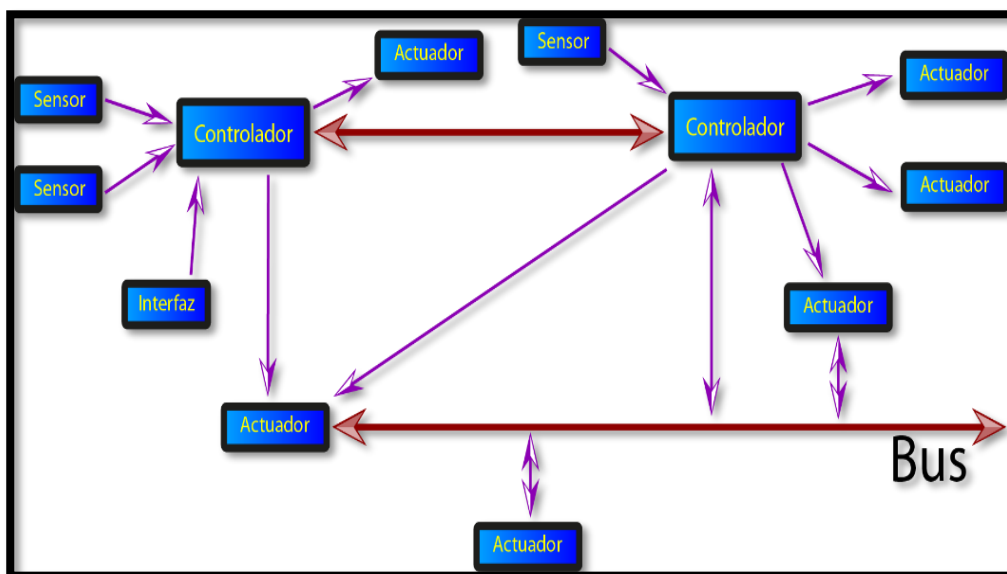 Actuador
Sensor
Sensor
Actuador
Controlador
Controlador
Sensor
Actuador
Interfaz
Actuador
Actuador
Bus
Actuador